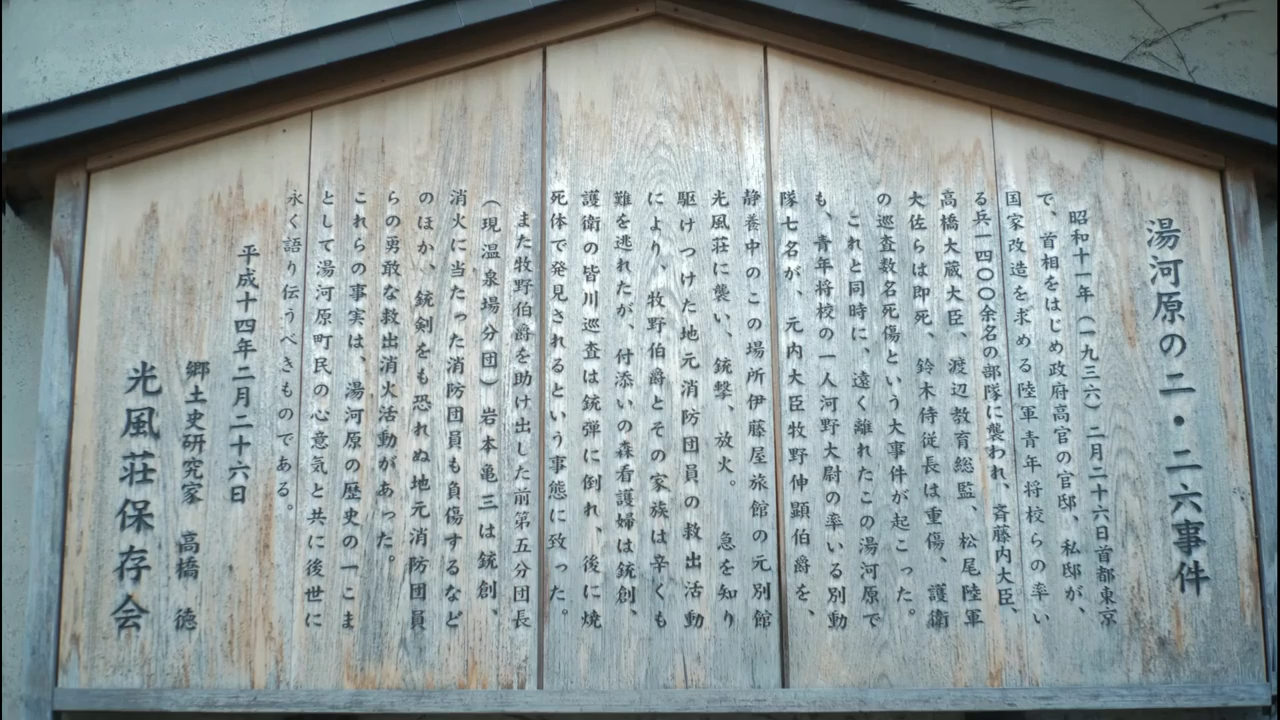 湯河原の二・二六事件
昭和十一年（一九三六）二月二十六日首都東京
で、首相をはじめ政府高官の官邸、私邸が、
国家改造を求める陸軍青年将校らの率い
る兵一四〇〇余名の部隊に襲われ、斉藤内大臣、
高橋大蔵大臣、渡辺教育総監、松尾陸軍
大佐らは即死、鈴木侍従長は重傷、護衛
の巡査数名死傷という大事件が起こった。
これと同時に、遠く離れたこの湯河原で
も、青年将校の一人河野大尉の率いる別動
隊七名が、元内大臣牧野伸顕伯爵を、
静養中のこの場所伊藤屋旅館の元別館
光風荘に襲い、銃撃、放火。急を知り
駆けつけた地元消防団員の救出活動
により、牧野伯爵とその家族は辛くも
難を逃れたが、付添いの森看護婦は銃創、
護衛の皆川巡査は銃弾に倒れ、後に焼
死体で発見されるという事態に致った。
また牧野伯爵を助け出した前第五分団長
（現温泉場分団）岩本亀三は銃創、
消火に当たった消防団員も負傷するなど
のほか、銃剣をも恐れぬ地元消防団員
らの勇敢な救出消火活動があった。
これらの事実は、湯河原の歴史の一こま
として湯河原町民の心意気と共に後世に
永く語り伝うべきものである。
平成十四年二月二十六日
郷土史研究家 高橋 徳
光風荘保存会